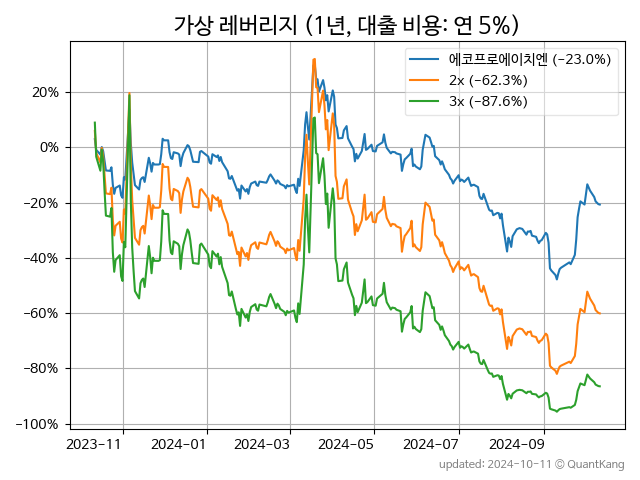 가상 레버리지 (1년, 대출 비용: 연 5%)
에코프로에이치엔 (−23.0%)
2x (−62.3%)
3x (−87.6%)
20%
0%
−20%
−40%
−60%
−80%
−100%
2023-11 2024-01 2024-03 2024-05 2024-07 2024-09
updated: 2024-10-11 © QuantKang